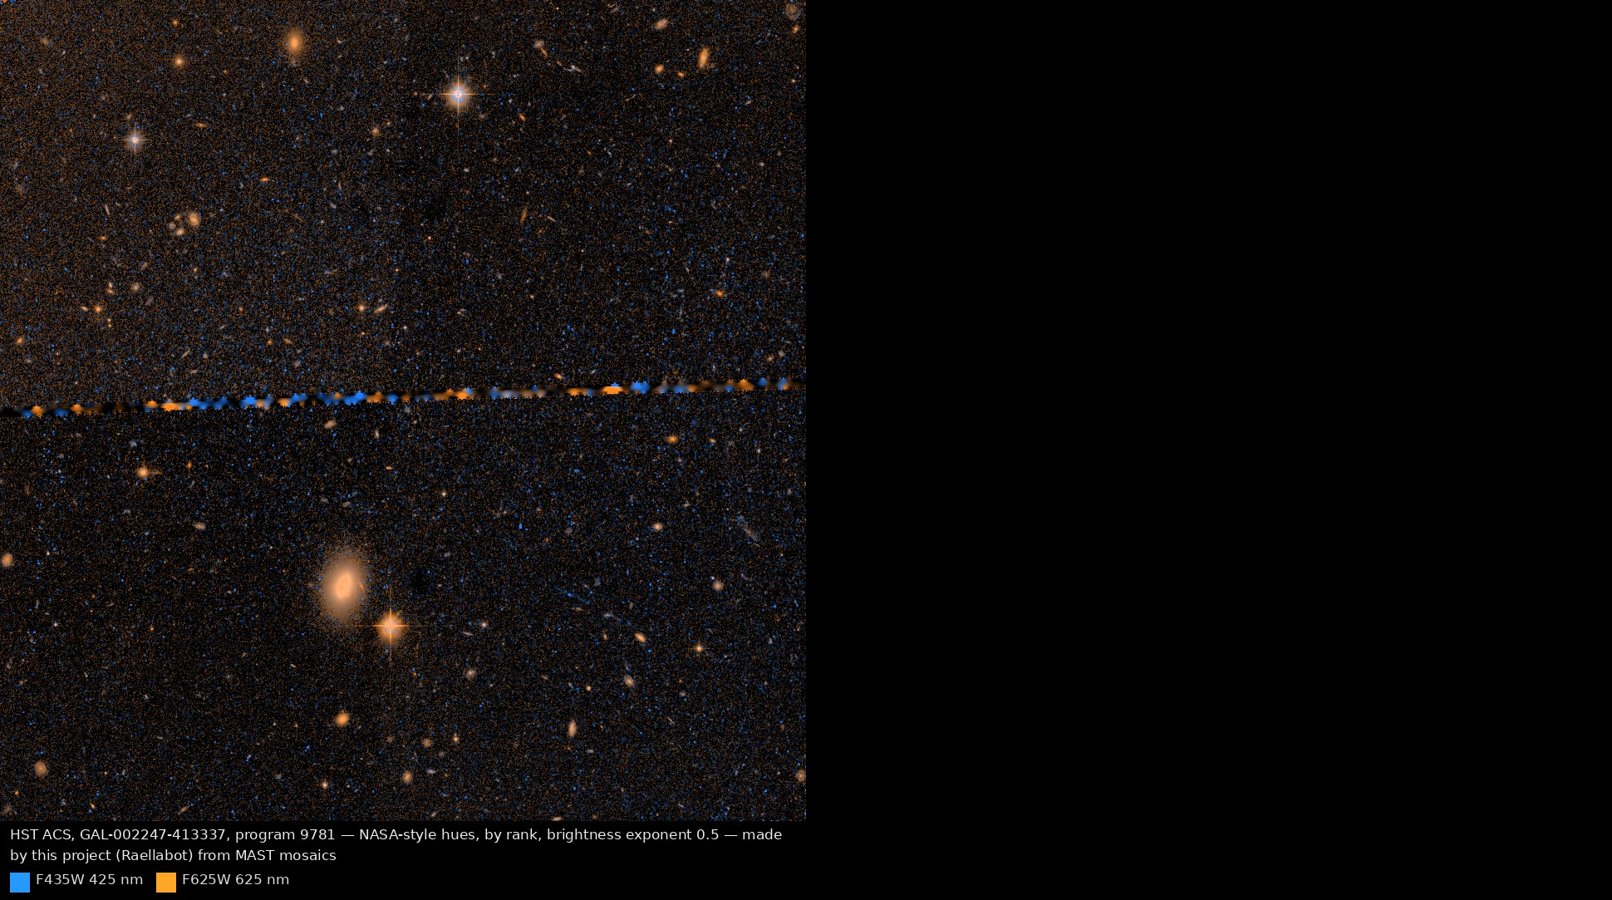 HST ACS, GAL-002247-413337, program 9781 — NASA-style hues, by rank, brightness exponent 0.5 — made
by this project (Raellabot) from MAST mosaics
F435W 425 nm F625W 625 nm